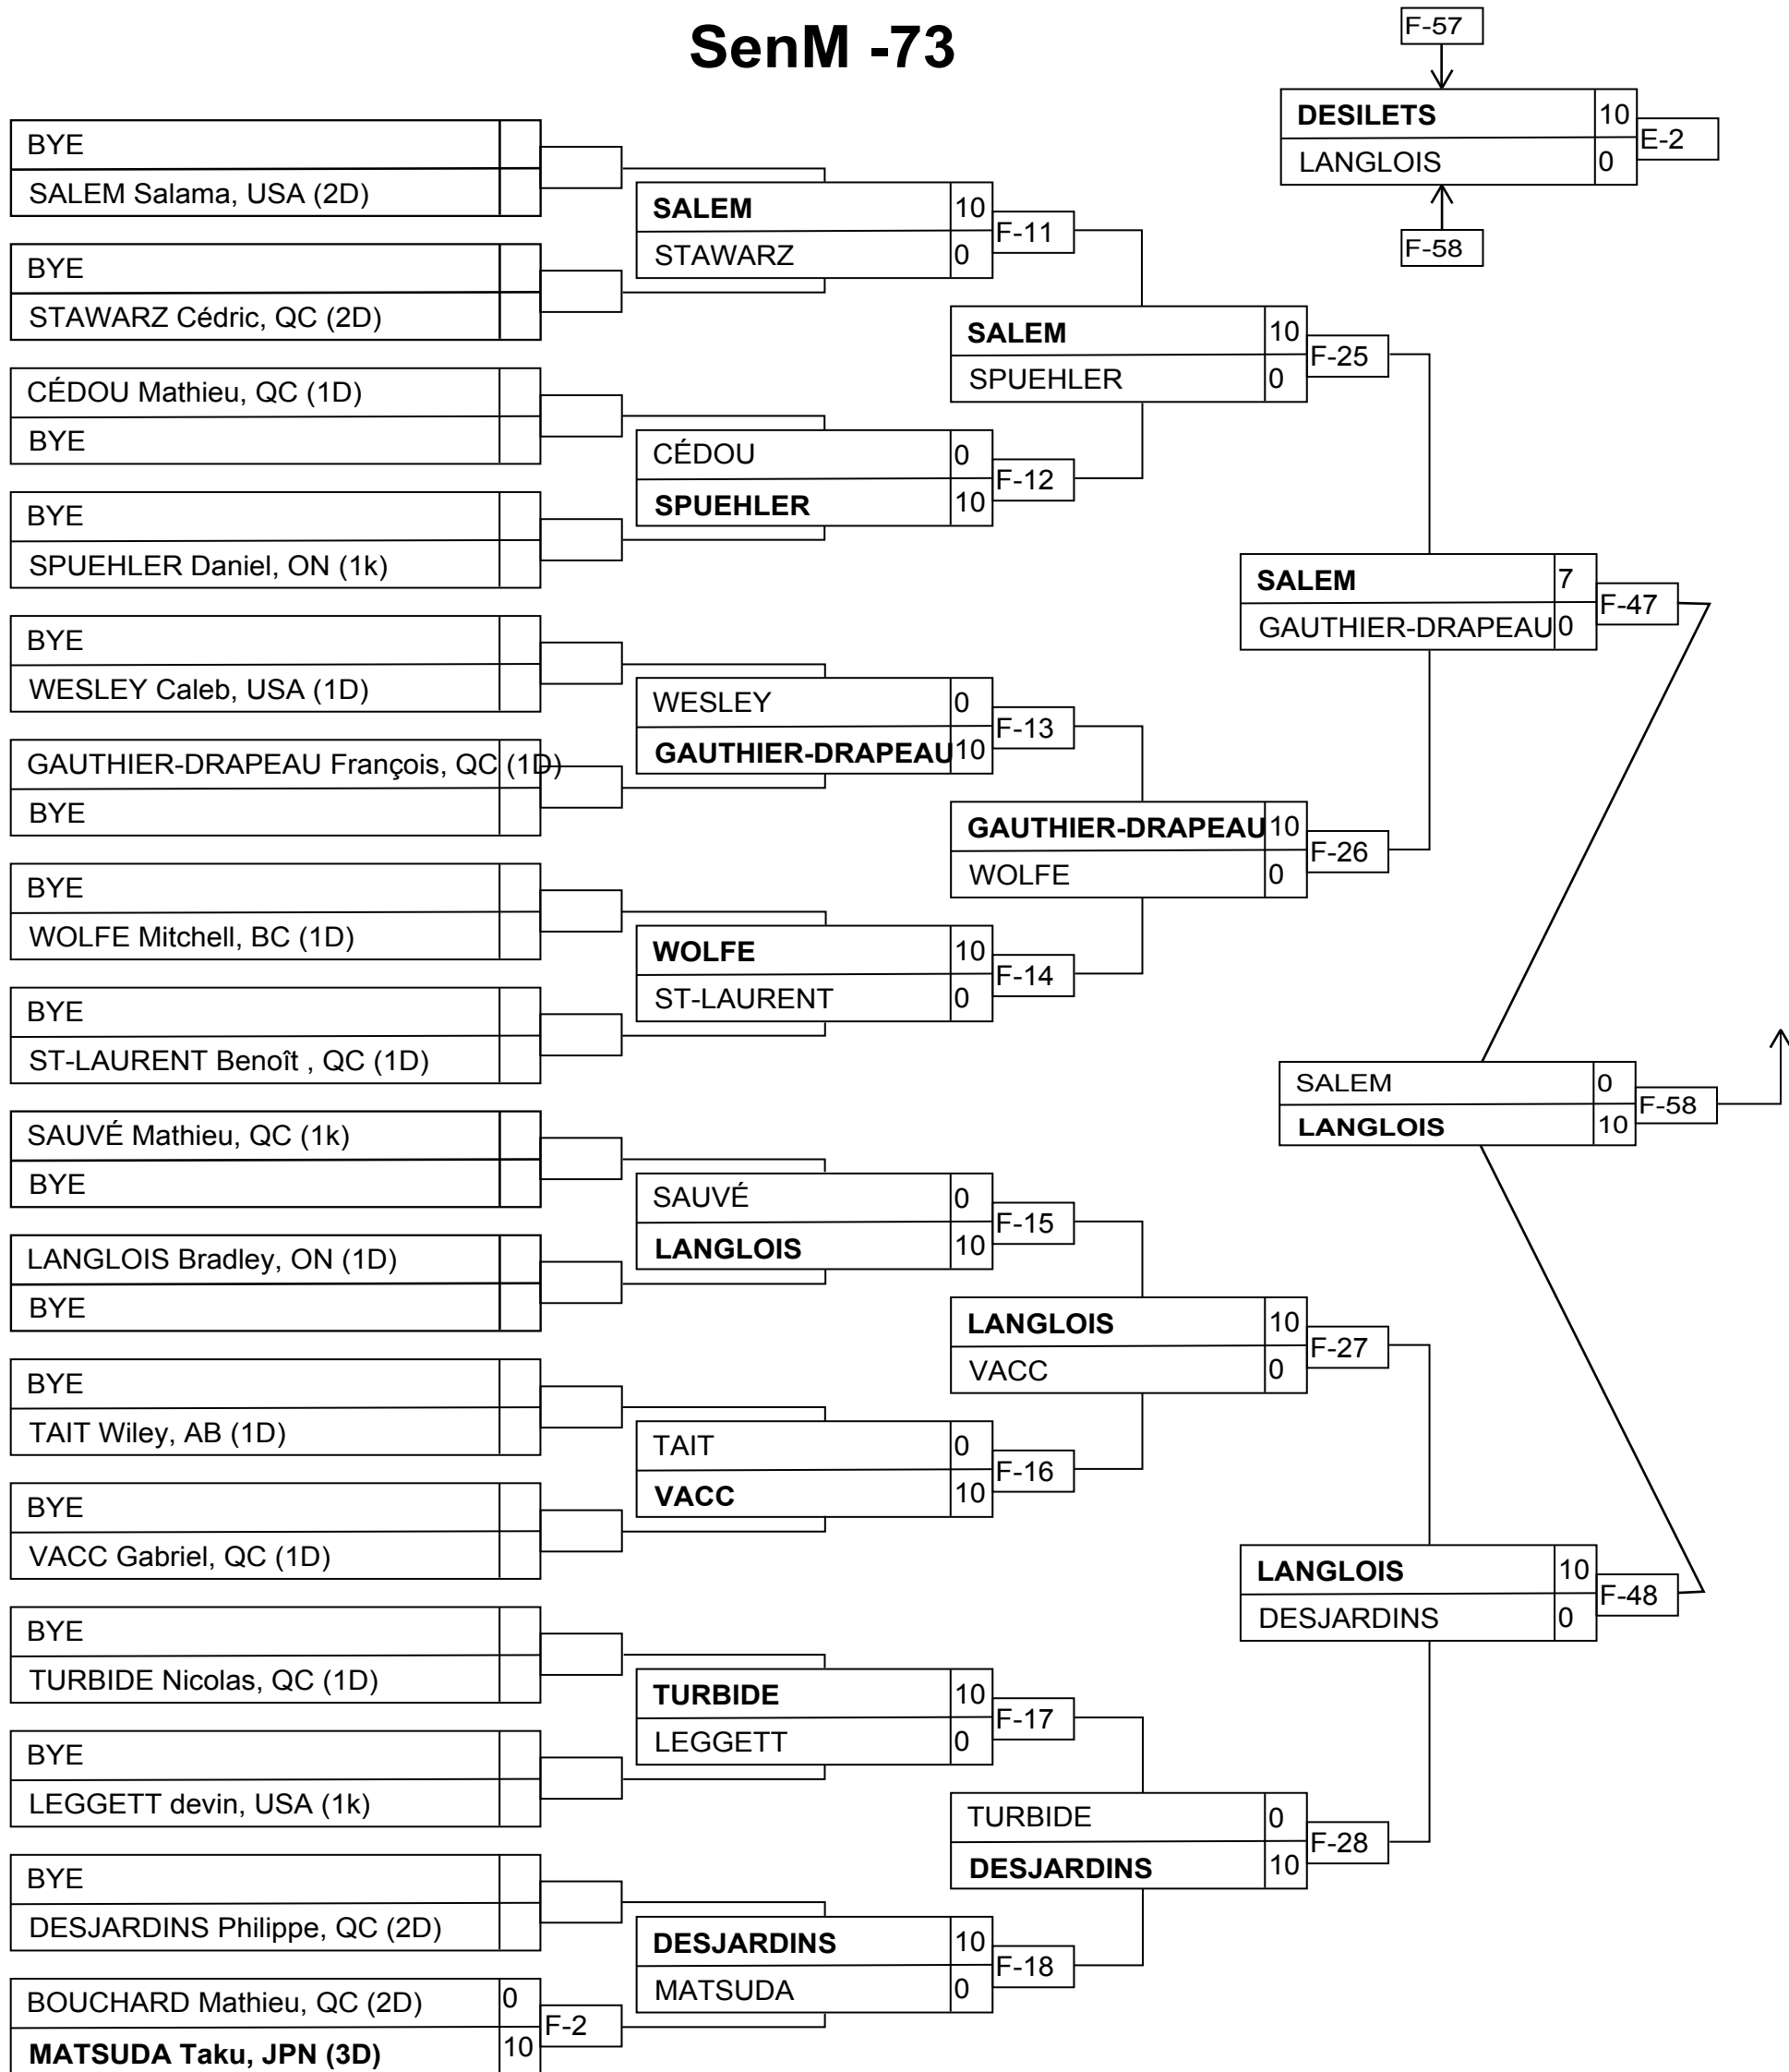 SenM -73
F-57
DESILETS 10
E-2
LANGLOIS 0
F-58
BYE
SALEM Salama, USA (2D)
BYE
STAWARZ Cédric, QC (2D)
CÉDOU Mathieu, QC (1D)
BYE
BYE
SPUEHLER Daniel, ON (1k)
BYE
WESLEY Caleb, USA (1D)
GAUTHIER-DRAPEAU François, QC (1D)
BYE
BYE
WOLFE Mitchell, BC (1D)
BYE
ST-LAURENT Benoît , QC (1D)
SAUVÉ Mathieu, QC (1k)
BYE
LANGLOIS Bradley, ON (1D)
BYE
BYE
TAIT Wiley, AB (1D)
BYE
VACC Gabriel, QC (1D)
BYE
TURBIDE Nicolas, QC (1D)
BYE
LEGGETT devin, USA (1k)
BYE
DESJARDINS Philippe, QC (2D)
BOUCHARD Mathieu, QC (2D) 0
F-2
MATSUDA Taku, JPN (3D) 10
SALEM 10
F-11
STAWARZ 0
CÉDOU 0
F-12
SPUEHLER 10
WESLEY 0
F-13
GAUTHIER-DRAPEAU 10
WOLFE 10
F-14
ST-LAURENT 0
SAUVÉ 0
F-15
LANGLOIS 10
TAIT 0
F-16
VACC 10
TURBIDE 10
F-17
LEGGETT 0
DESJARDINS 10
F-18
MATSUDA 0
SALEM 10
F-25
SPUEHLER 0
GAUTHIER-DRAPEAU 10
F-26
WOLFE 0
LANGLOIS 10
F-27
VACC 0
TURBIDE 0
F-28
DESJARDINS 10
SALEM 7
F-47
GAUTHIER-DRAPEAU 0
LANGLOIS 10
F-48
DESJARDINS 0
SALEM 0
F-58
LANGLOIS 10